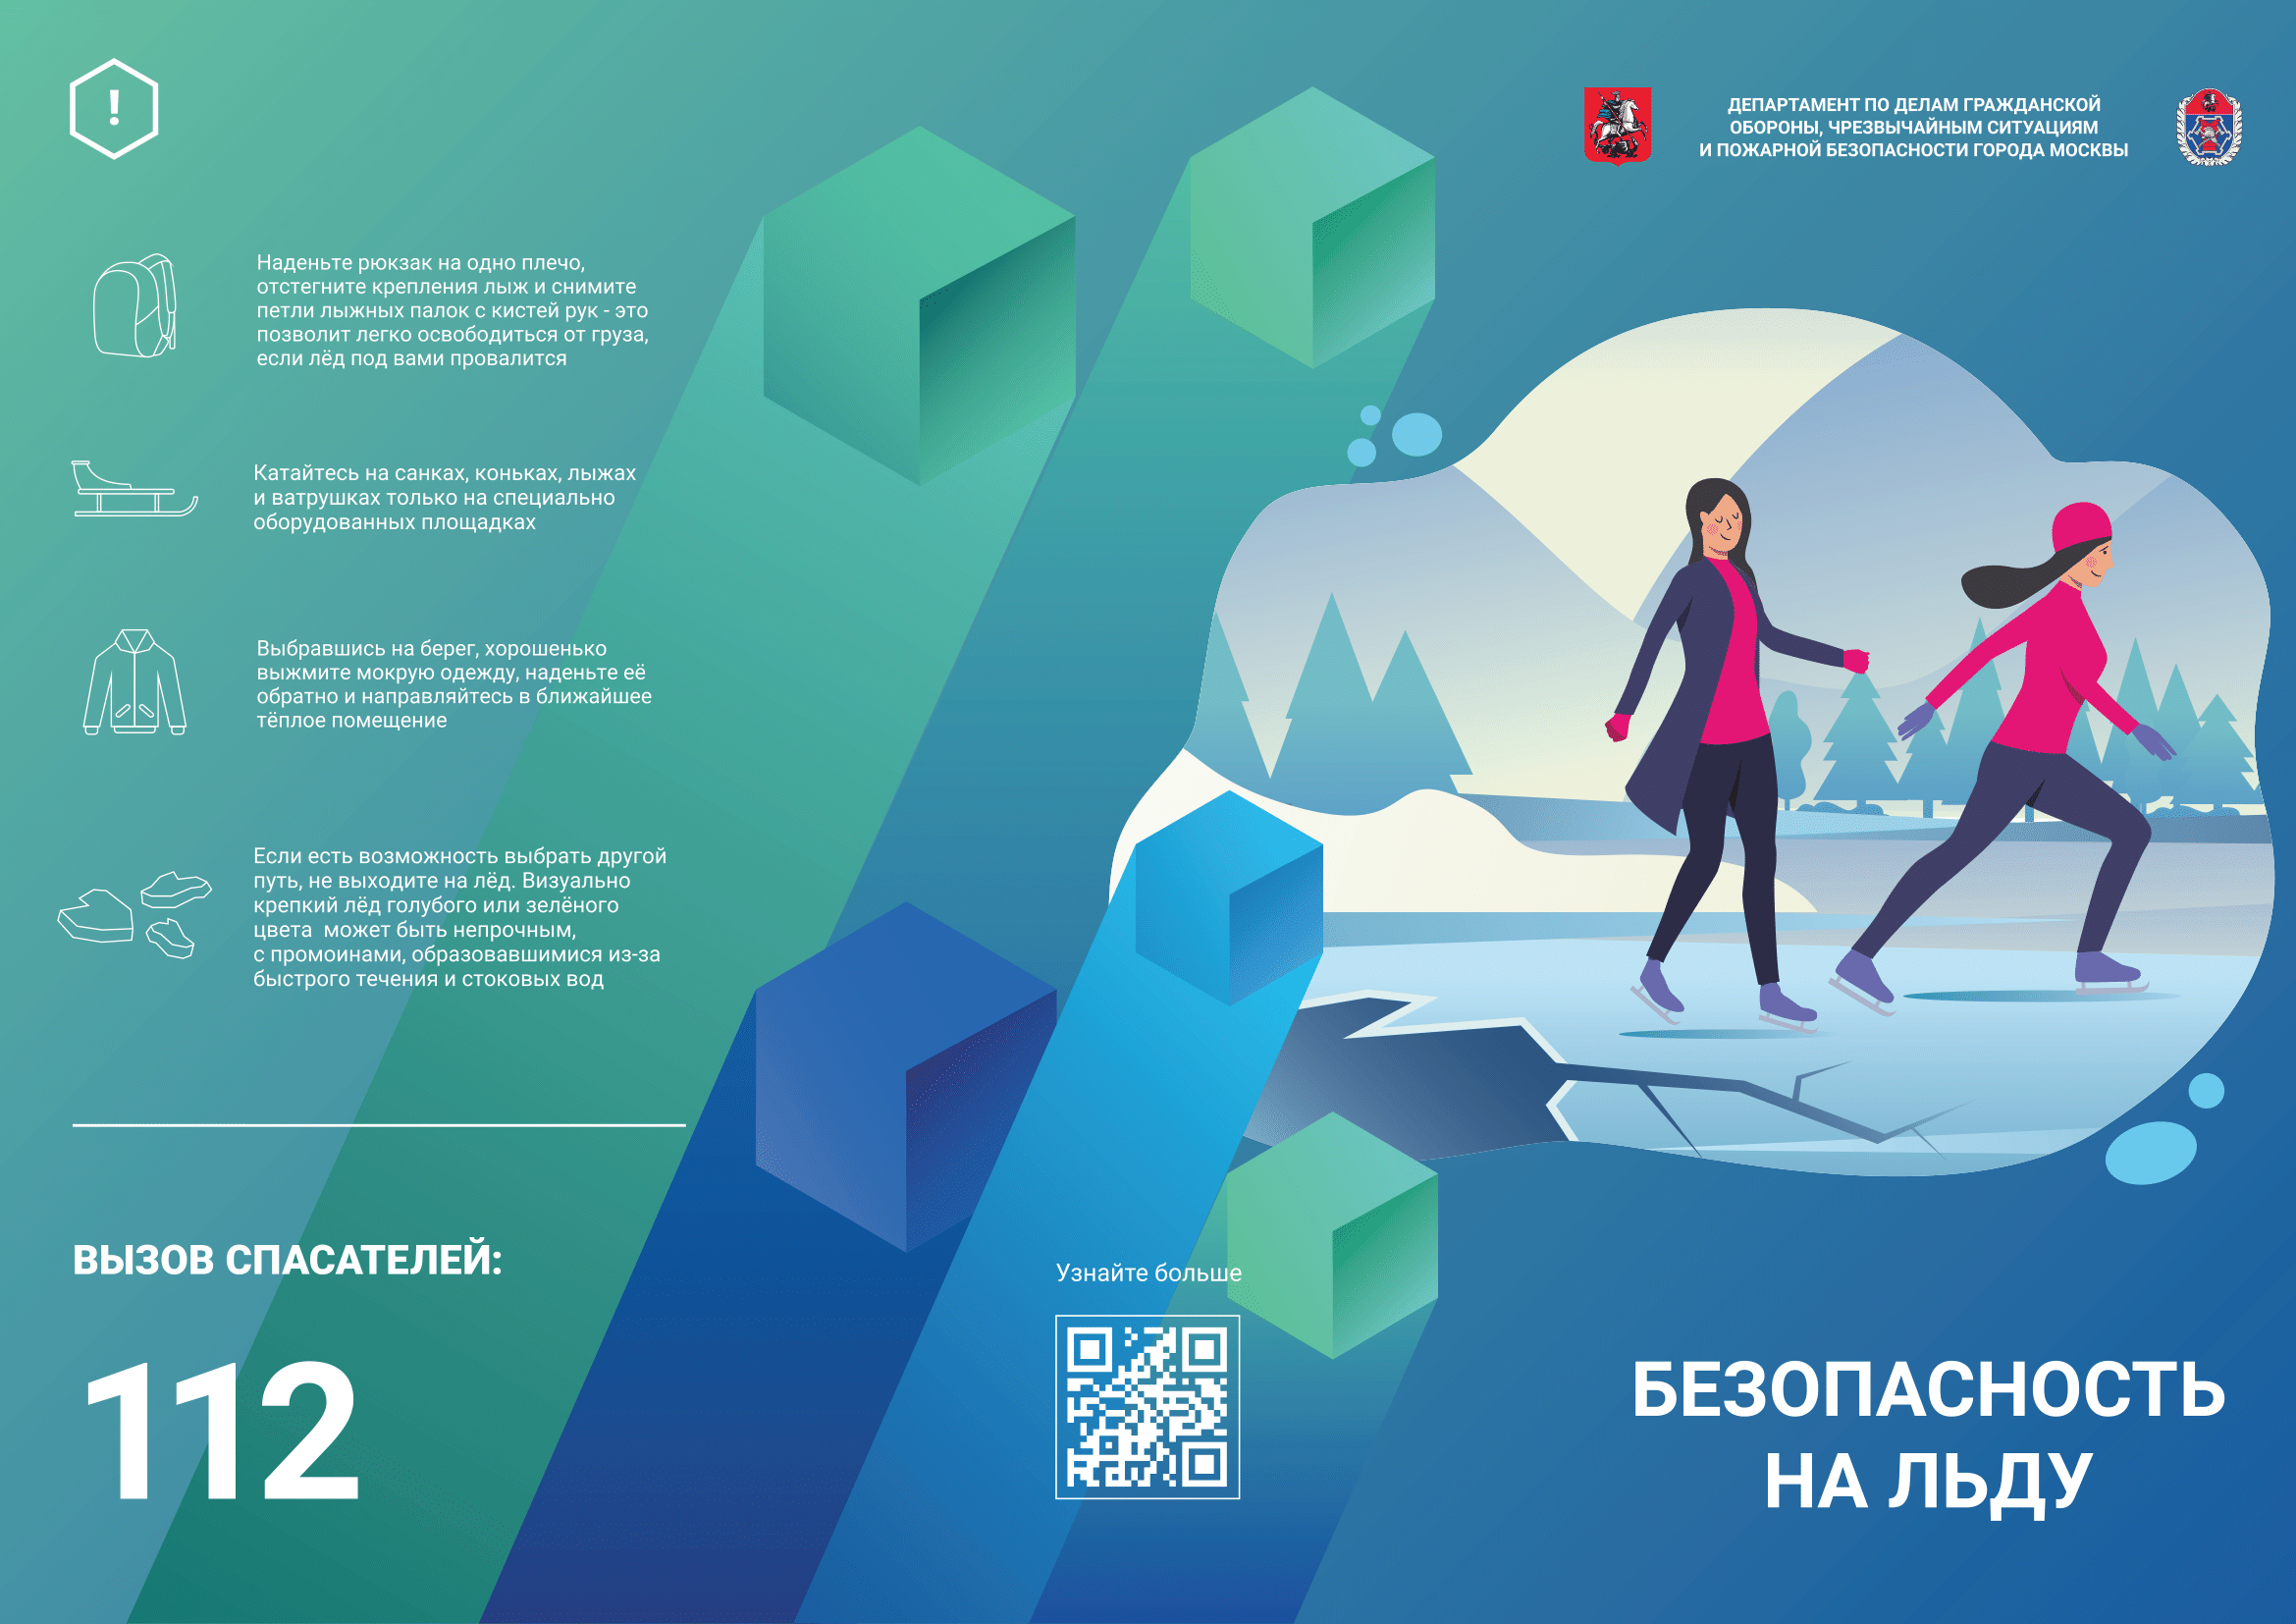 !
Наденьте рюкзак на одно плечо,
отстегните крепления лыж и снимите
петли лыжных палок с кистей рук - это
позволит легко освободиться от груза,
если лёд под вами провалится
Катайтесь на санках, коньках, лыжах
и ватрушках только на специально
оборудованных площадках
Выбравшись на берег, хорошенько
выжмите мокрую одежду, наденьте её
обратно и направляйтесь в ближайшее
тёплое помещение
Если есть возможность выбрать другой
путь, не выходите на лёд. Визуально
крепкий лёд голубого или зелёного
цвета  может быть непрочным,
с промоинами, образовавшимися из-за
быстрого течения и стоковых вод
ВЫЗОВ СПАСАТЕЛЕЙ:
112
Узнайте больше
ДЕПАРТАМЕНТ ПО ДЕЛАМ ГРАЖДАНСКОЙ
ОБОРОНЫ, ЧРЕЗВЫЧАЙНЫМ СИТУАЦИЯМ
И ПОЖАРНОЙ БЕЗОПАСНОСТИ ГОРОДА МОСКВЫ
БЕЗОПАСНОСТЬ
НА ЛЬДУ